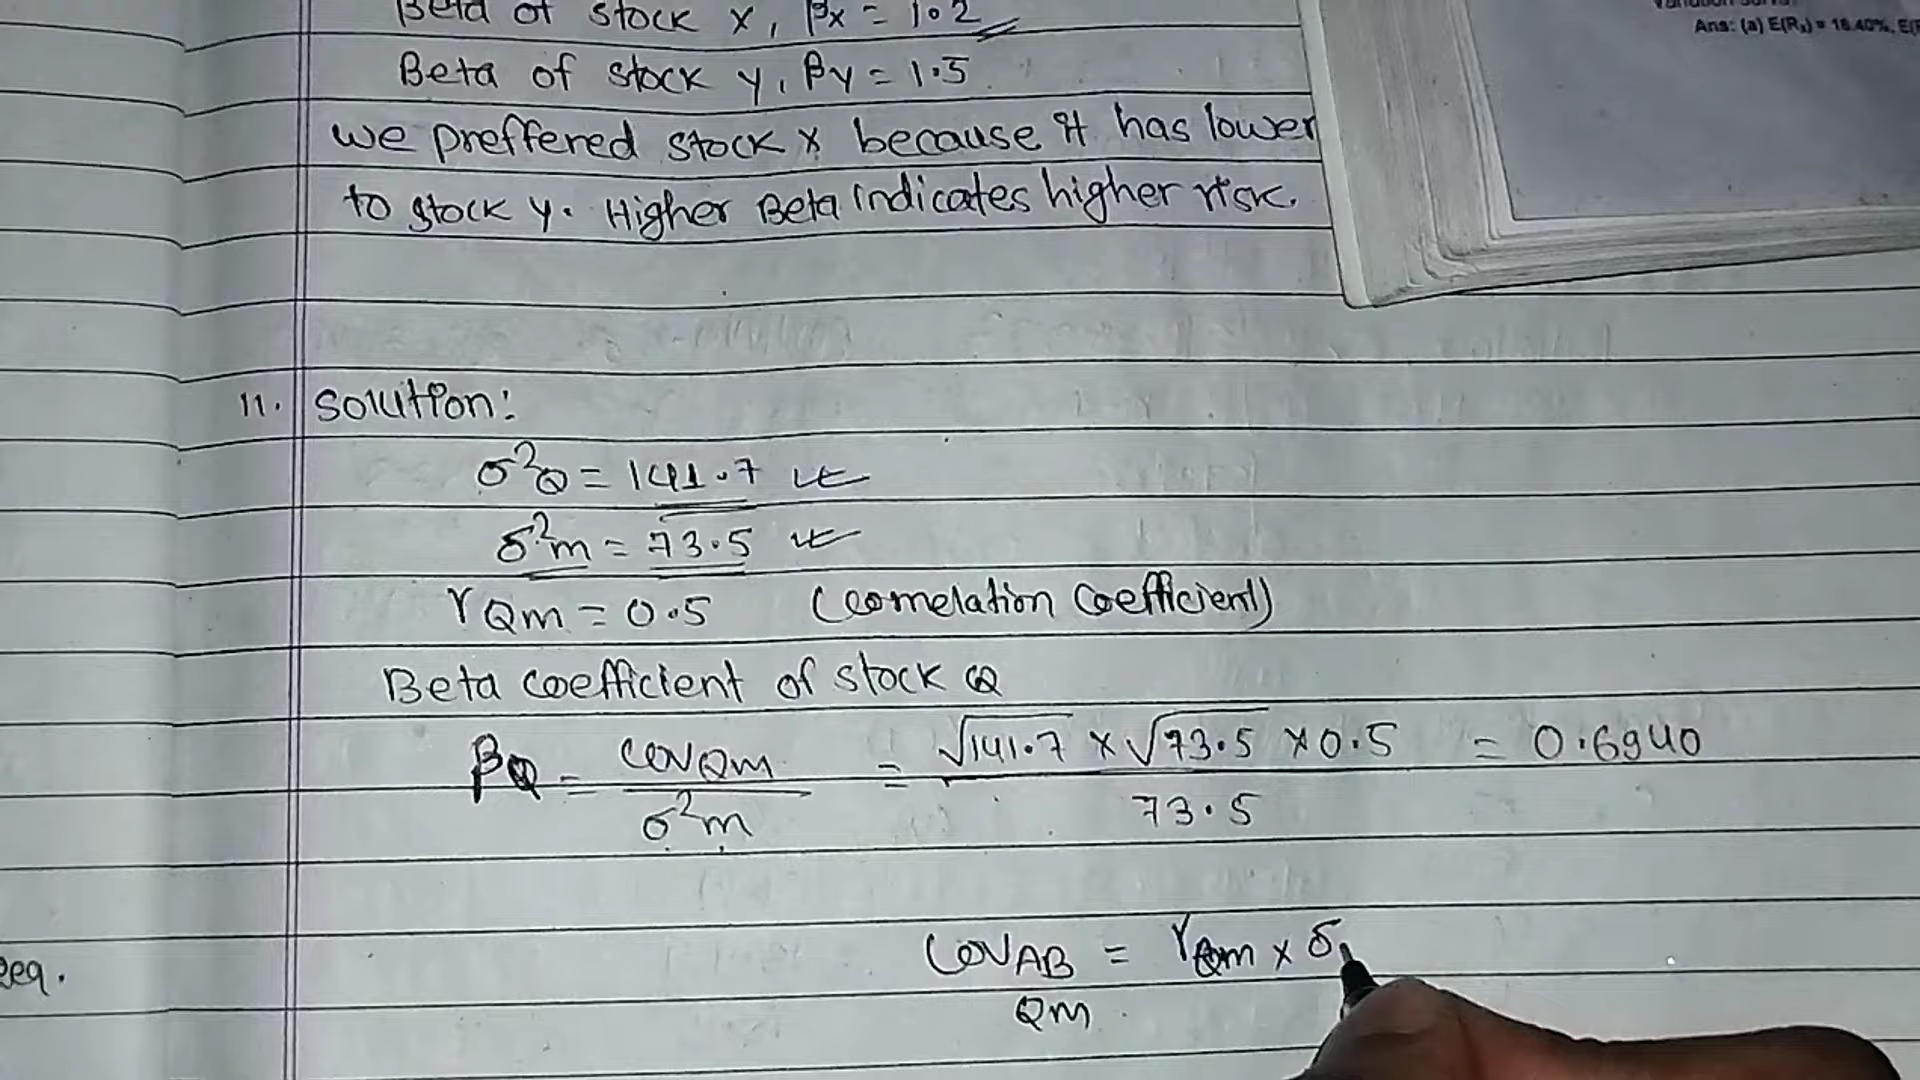 Beta of stock X, βx = 1.2
Ans: (a) E(Rx) = 16.40%, E(
Beta of stock Y, βY = 1.5
we preffered stock X because it has lower
to stock Y. Higher Beta indicates higher risk.
11. Solution:
σ²Q = 141.7
σ²m = 73.5
rQm = 0.5 (correlation coefficient)
Beta coefficient of stock Q
βQ = covQm / σ²m = √141.7 × √73.5 × 0.5 / 73.5 = 0.6940
CovAB = rQm × σ
Qm